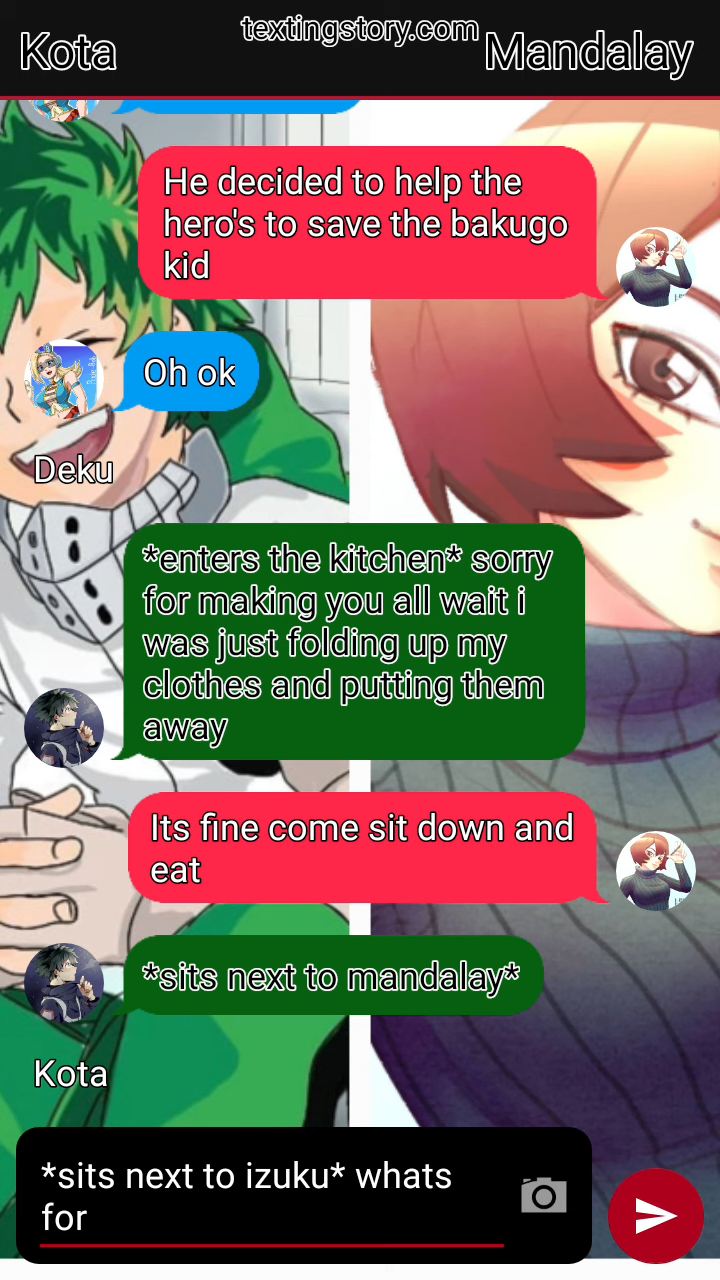 textingstory.com
Kota
Mandalay
He decided to help the
hero's to save the bakugo
kid
Oh ok
Deku
*enters the kitchen* sorry
for making you all wait i
was just folding up my
clothes and putting them
away
Its fine come sit down and
eat
*sits next to mandalay*
Kota
*sits next to izuku* whats
for